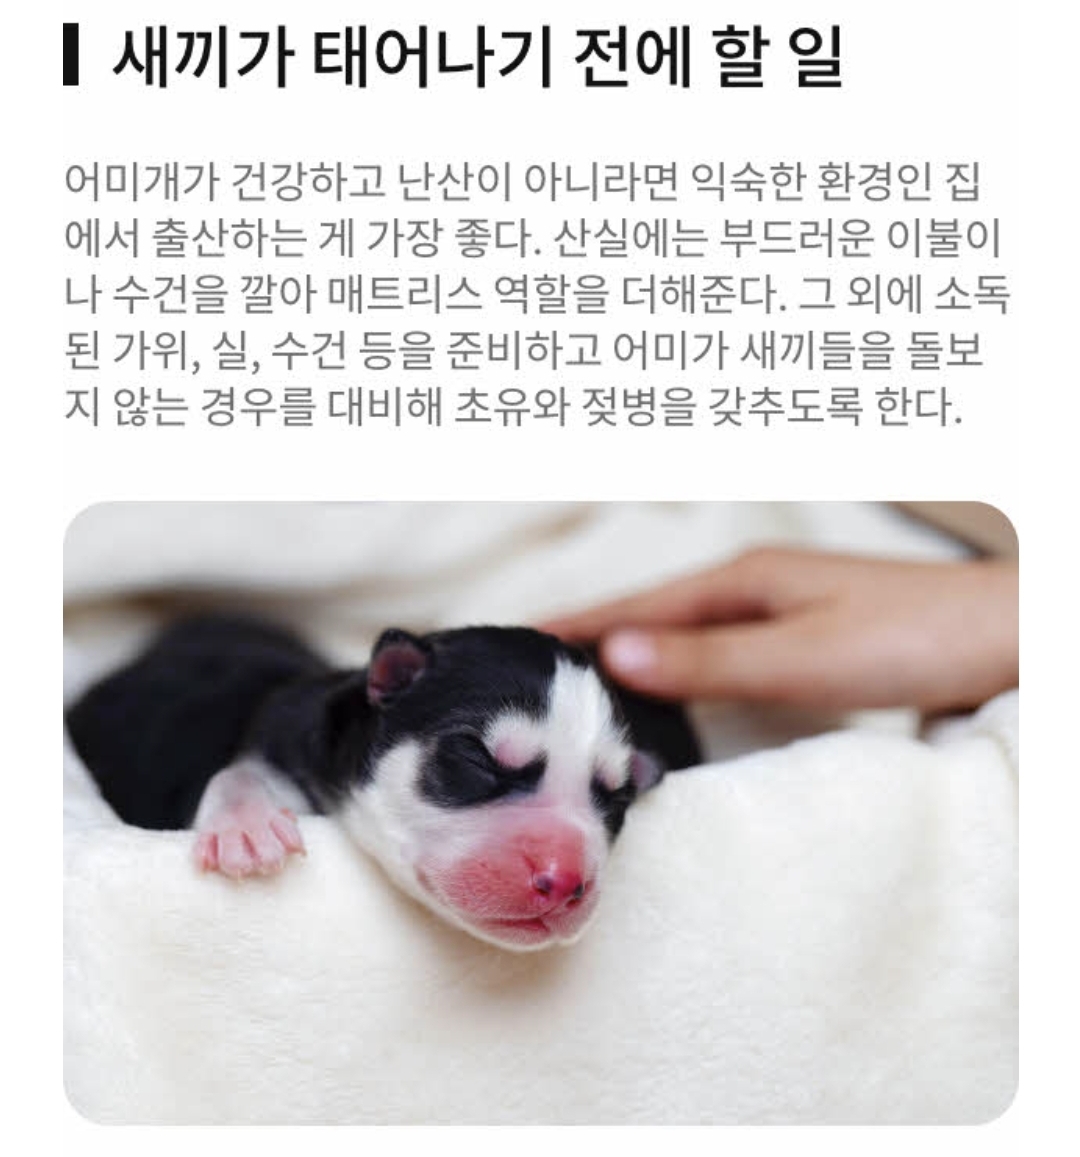 새끼가 태어나기 전에 할 일
어미개가 건강하고 난산이 아니라면 익숙한 환경인 집
에서 출산하는 게 가장 좋다. 산실에는 부드러운 이불이
나 수건을 깔아 매트리스 역할을 더해준다. 그 외에 소독
된 가위, 실, 수건 등을 준비하고 어미가 새끼들을 돌보
지 않는 경우를 대비해 초유와 젖병을 갖추도록 한다.